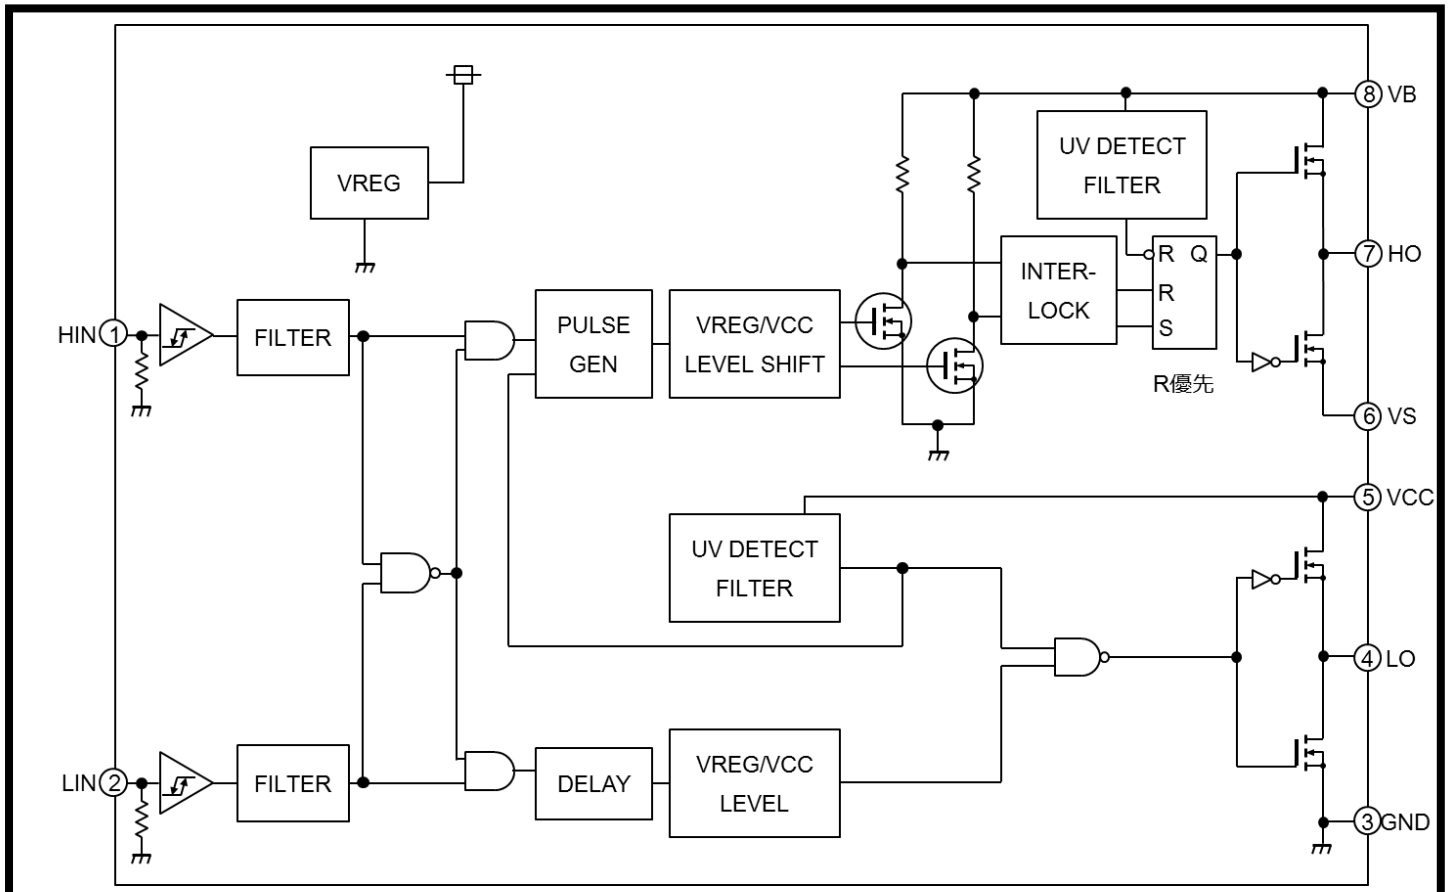 8 VB
UV DETECT
FILTER
VREG
7 HO
INTER-
LOCK
R Q
R
S
HIN 1
FILTER
PULSE
GEN
VREG/VCC
LEVEL SHIFT
R優先
6 VS
5 VCC
UV DETECT
FILTER
4 LO
LIN 2
FILTER
DELAY
VREG/VCC
LEVEL
3 GND